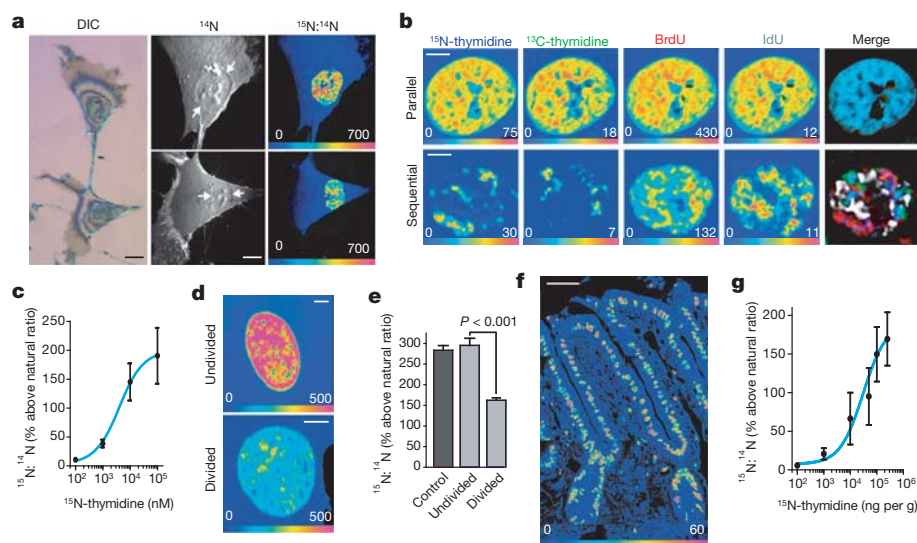 a
DIC
¹⁴N
¹⁵N:¹⁴N
0
700
0
700
b
¹⁵N-thymidine
¹³C-thymidine
BrdU
IdU
Merge
Parallel
0
75
0
18
0
430
0
12
Sequential
0
30
0
7
0
132
0
11
c
¹⁵N: ¹⁴N (% above natural ratio)
250
200
150
100
50
0
10² 10³ 10⁴ 10⁵
¹⁵N-thymidine (nM)
d
Undivided
0
500
Divided
0
500
e
¹⁵N: ¹⁴N (% above natural ratio)
P < 0.001
300
250
200
150
100
50
0
Control
Undivided
Divided
f
0
60
g
¹⁵N: ¹⁴N (% above natural ratio)
200
150
100
50
0
10² 10³ 10⁴ 10⁵ 10⁶
¹⁵N-thymidine (ng per g)